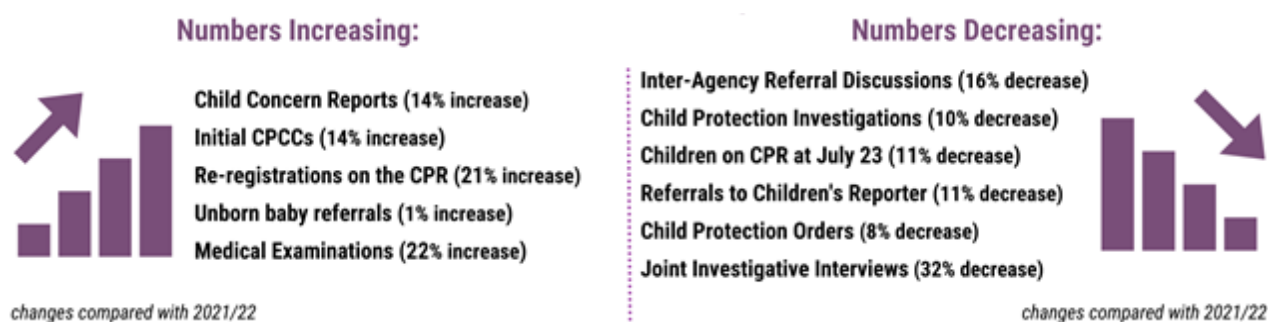 Numbers Increasing:
Child Concern Reports (14% increase)
Initial CPCCs (14% increase)
Re-registrations on the CPR (21% increase)
Unborn baby referrals (1% increase)
Medical Examinations (22% increase)
changes compared with 2021/22
Numbers Decreasing:
Inter-Agency Referral Discussions (16% decrease)
Child Protection Investigations (10% decrease)
Children on CPR at July 23 (11% decrease)
Referrals to Children's Reporter (11% decrease)
Child Protection Orders (8% decrease)
Joint Investigative Interviews (32% decrease)
changes compared with 2021/22